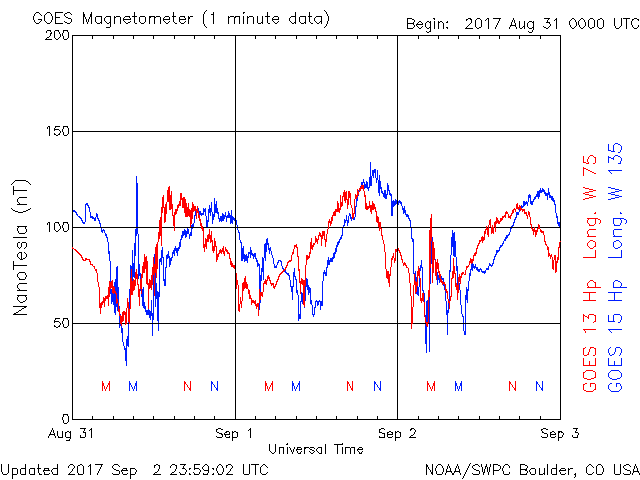 GOES Magnetometer (1 minute data)
Begin: 2017 Aug 31 0000 UTC
200
150
100
50
0
NanoTesla (nT)
M M N N M M N N M M N N
Aug 31 Sep 1 Sep 2 Sep 3
Universal Time
GOES 13 Hp Long. W 75
GOES 15 Hp Long. W 135
Updated 2017 Sep 2 23:59:02 UTC
NOAA/SWPC Boulder, CO USA